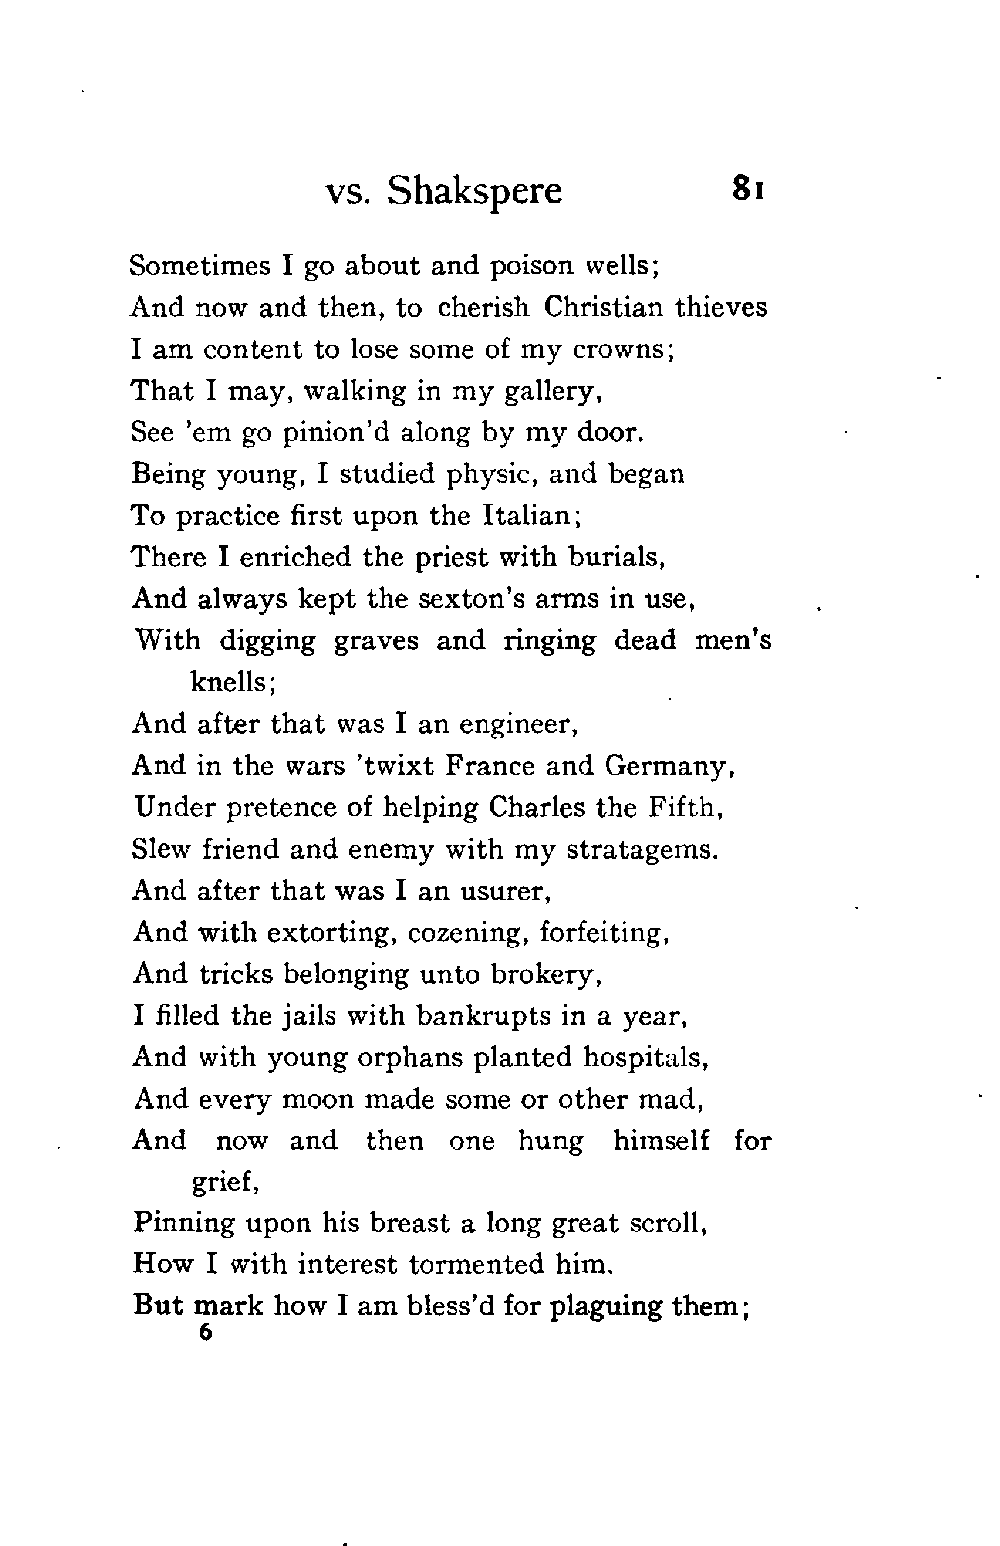 vs. Shakspere 81
Sometimes I go about and poison wells;
And now and then, to cherish Christian thieves
I am content to lose some of my crowns;
That I may, walking in my gallery,
See 'em go pinion'd along by my door.
Being young, I studied physic, and began
To practice first upon the Italian;
There I enriched the priest with burials,
And always kept the sexton's arms in use,
With digging graves and ringing dead men's
knells;
And after that was I an engineer,
And in the wars 'twixt France and Germany,
Under pretence of helping Charles the Fifth,
Slew friend and enemy with my stratagems.
And after that was I an usurer,
And with extorting, cozening, forfeiting,
And tricks belonging unto brokery,
I filled the jails with bankrupts in a year,
And with young orphans planted hospitals,
And every moon made some or other mad,
And now and then one hung himself for
grief,
Pinning upon his breast a long great scroll,
How I with interest tormented him.
But mark how I am bless'd for plaguing them;
6